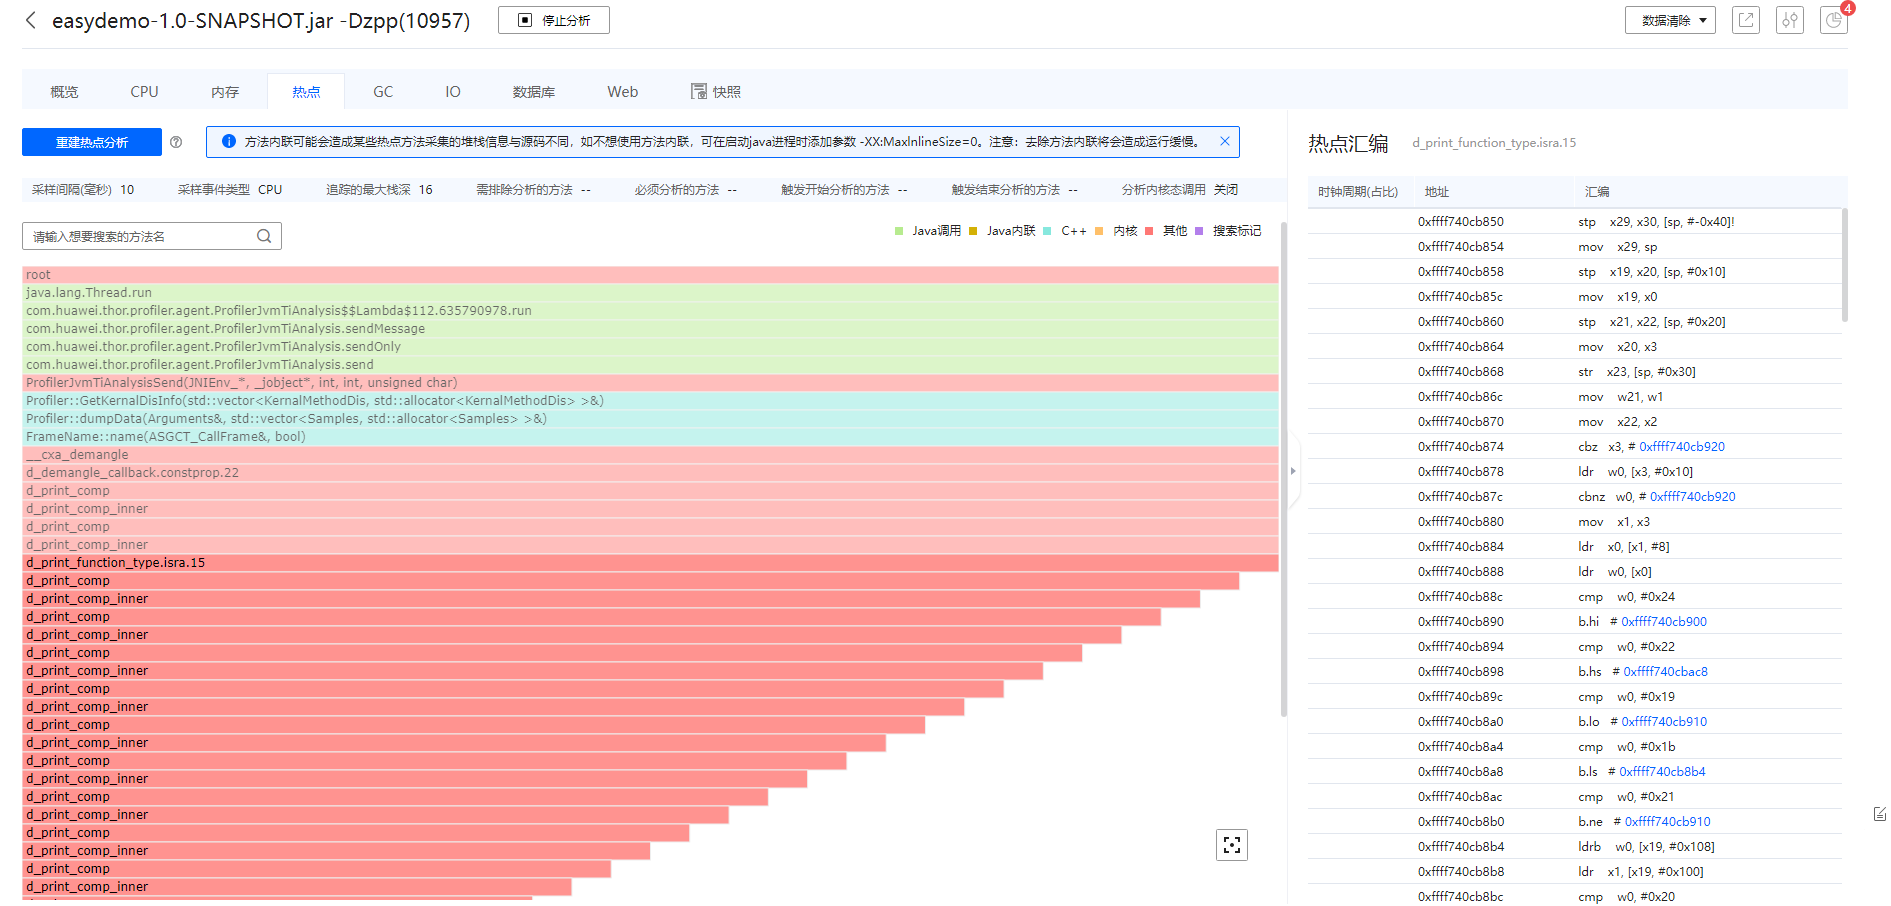 easydemo-1.0-SNAPSHOT.jar -Dzpp(10957)
停止分析
数据清除
4
概览
CPU
内存
热点
GC
IO
数据库
Web
快照
重建热点分析
方法内联可能会造成某些热点方法采集的堆栈信息与源码不同，如不想使用方法内联，可在启动java进程时添加参数 -XX:MaxInlineSize=0。注意：去除方法内联将会造成运行缓慢。
采样间隔(毫秒) 10
采样事件类型 CPU
追踪的最大栈深 16
需排除分析的方法 --
必须分析的方法 --
触发开始分析的方法 --
触发结束分析的方法 --
分析内核态调用 关闭
请输入想要搜索的方法名
Java调用
Java内联
C++
内核
其他
搜索标记
root
java.lang.Thread.run
com.huawei.thor.profiler.agent.ProfilerJvmTiAnalysis$$Lambda$112.635790978.run
com.huawei.thor.profiler.agent.ProfilerJvmTiAnalysis.sendMessage
com.huawei.thor.profiler.agent.ProfilerJvmTiAnalysis.sendOnly
com.huawei.thor.profiler.agent.ProfilerJvmTiAnalysis.send
ProfilerJvmTiAnalysisSend(JNIEnv_*, _jobject*, int, int, unsigned char)
Profiler::GetKernalDisInfo(std::vector<KernalMethodDis, std::allocator<KernalMethodDis> >&)
Profiler::dumpData(Arguments&, std::vector<Samples, std::allocator<Samples> >&)
FrameName::name(ASGCT_CallFrame&, bool)
__cxa_demangle
d_demangle_callback.constprop.22
d_print_comp
d_print_comp_inner
d_print_comp
d_print_comp_inner
d_print_function_type.isra.15
d_print_comp
d_print_comp_inner
d_print_comp
d_print_comp_inner
d_print_comp
d_print_comp_inner
d_print_comp
d_print_comp_inner
d_print_comp
d_print_comp_inner
d_print_comp
d_print_comp_inner
d_print_comp
d_print_comp_inner
d_print_comp
d_print_comp_inner
d_print_comp
d_print_comp_inner
热点汇编 d_print_function_type.isra.15
时钟周期(占比) 地址 汇编
0xffff740cb850 stp x29, x30, [sp, #-0x40]!
0xffff740cb854 mov x29, sp
0xffff740cb858 stp x19, x20, [sp, #0x10]
0xffff740cb85c mov x19, x0
0xffff740cb860 stp x21, x22, [sp, #0x20]
0xffff740cb864 mov x20, x3
0xffff740cb868 str x23, [sp, #0x30]
0xffff740cb86c mov w21, w1
0xffff740cb870 mov x22, x2
0xffff740cb874 cbz x3, # 0xffff740cb920
0xffff740cb878 ldr w0, [x3, #0x10]
0xffff740cb87c cbnz w0, # 0xffff740cb920
0xffff740cb880 mov x1, x3
0xffff740cb884 ldr x0, [x1, #8]
0xffff740cb888 ldr w0, [x0]
0xffff740cb88c cmp w0, #0x24
0xffff740cb890 b.hi # 0xffff740cb900
0xffff740cb894 cmp w0, #0x22
0xffff740cb898 b.hs # 0xffff740cbac8
0xffff740cb89c cmp w0, #0x19
0xffff740cb8a0 b.lo # 0xffff740cb910
0xffff740cb8a4 cmp w0, #0x1b
0xffff740cb8a8 b.ls # 0xffff740cb8b4
0xffff740cb8ac cmp w0, #0x21
0xffff740cb8b0 b.ne # 0xffff740cb910
0xffff740cb8b4 ldrb w0, [x19, #0x108]
0xffff740cb8b8 ldr x1, [x19, #0x100]
0xffff740cb8bc cmp w0, #0x20